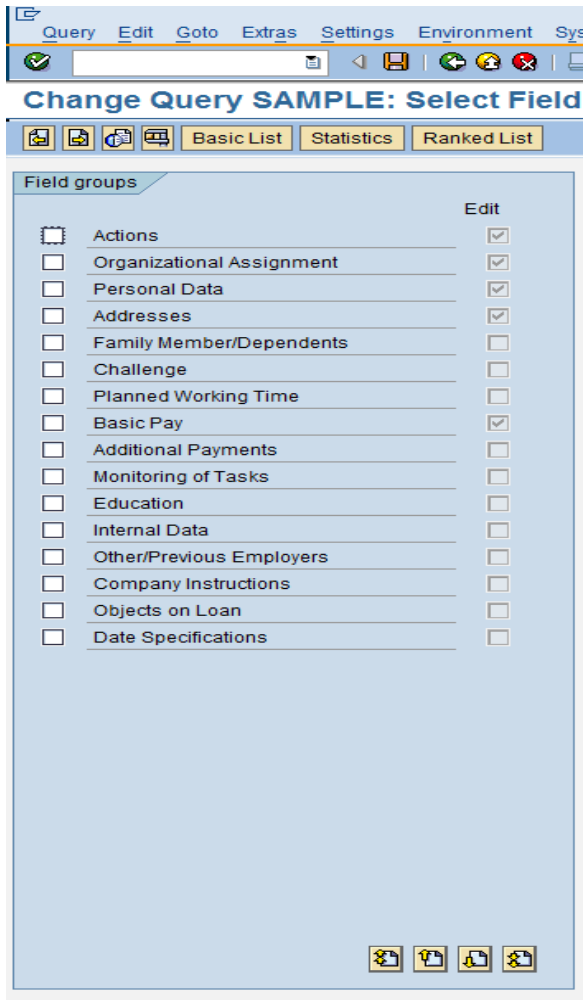 Query Edit Goto Extras Settings Environment Sys
Change Query SAMPLE: Select Field
Basic List Statistics Ranked List
Field groups
Edit
Actions
Organizational Assignment
Personal Data
Addresses
Family Member/Dependents
Challenge
Planned Working Time
Basic Pay
Additional Payments
Monitoring of Tasks
Education
Internal Data
Other/Previous Employers
Company Instructions
Objects on Loan
Date Specifications